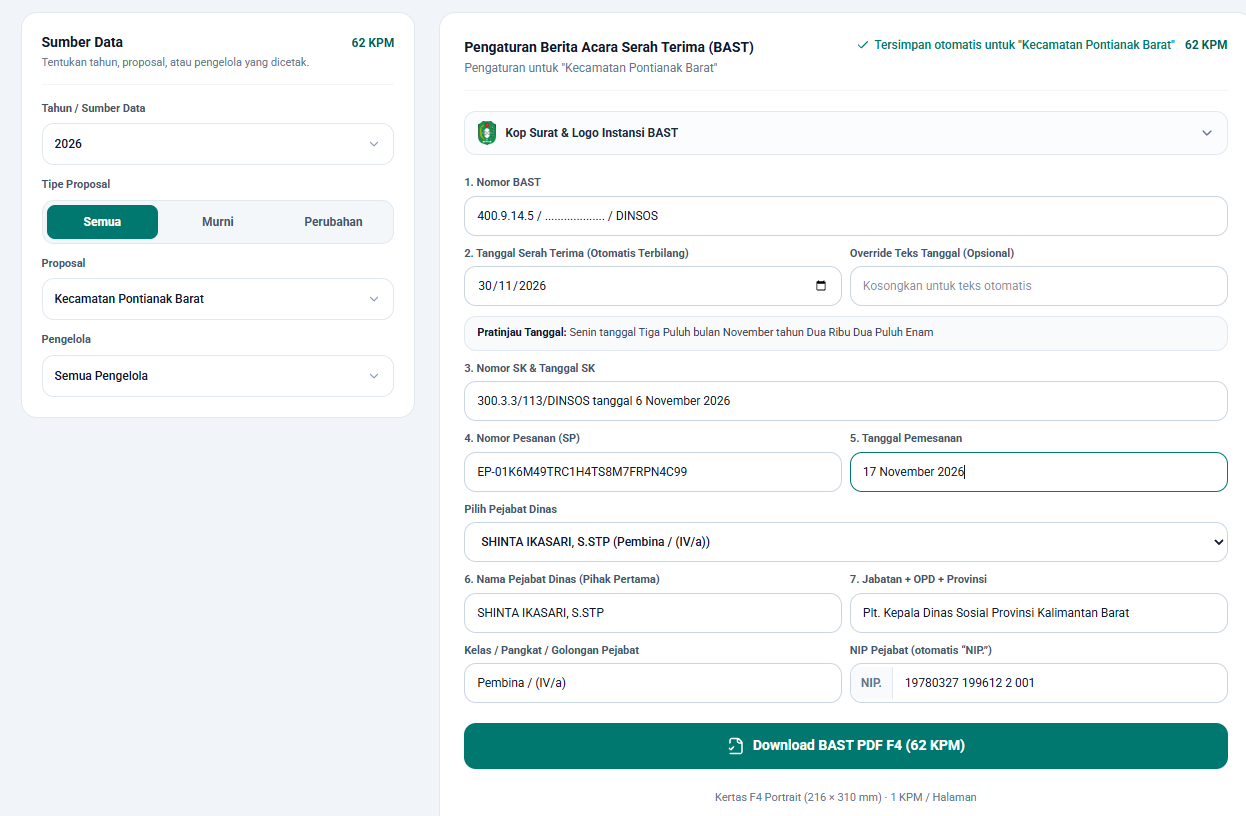 Sumber Data
62 KPM
Tentukan tahun, proposal, atau pengelola yang dicetak.
Tahun / Sumber Data
2026
Tipe Proposal
Semua
Murni
Perubahan
Proposal
Kecamatan Pontianak Barat
Pengelola
Semua Pengelola
Pengaturan Berita Acara Serah Terima (BAST)
Tersimpan otomatis untuk "Kecamatan Pontianak Barat"
62 KPM
Pengaturan untuk "Kecamatan Pontianak Barat"
Kop Surat & Logo Instansi BAST
1. Nomor BAST
400.9.14.5 / ................... / DINSOS
2. Tanggal Serah Terima (Otomatis Terbilang)
Override Teks Tanggal (Opsional)
30/11/2026
Kosongkan untuk teks otomatis
Pratinjau Tanggal: Senin tanggal Tiga Puluh bulan November tahun Dua Ribu Dua Puluh Enam
3. Nomor SK & Tanggal SK
300.3.3/113/DINSOS tanggal 6 November 2026
4. Nomor Pesanan (SP)
5. Tanggal Pemesanan
EP-01K6M49TRC1H4TS8M7FRPN4C99
17 November 2026
Pilih Pejabat Dinas
SHINTA IKASARI, S.STP (Pembina / (IV/a))
6. Nama Pejabat Dinas (Pihak Pertama)
7. Jabatan + OPD + Provinsi
SHINTA IKASARI, S.STP
Plt. Kepala Dinas Sosial Provinsi Kalimantan Barat
Kelas / Pangkat / Golongan Pejabat
NIP Pejabat (otomatis "NIP.")
Pembina / (IV/a)
NIP.
19780327 199612 2 001
Download BAST PDF F4 (62 KPM)
Kertas F4 Portrait (216 × 310 mm) · 1 KPM / Halaman